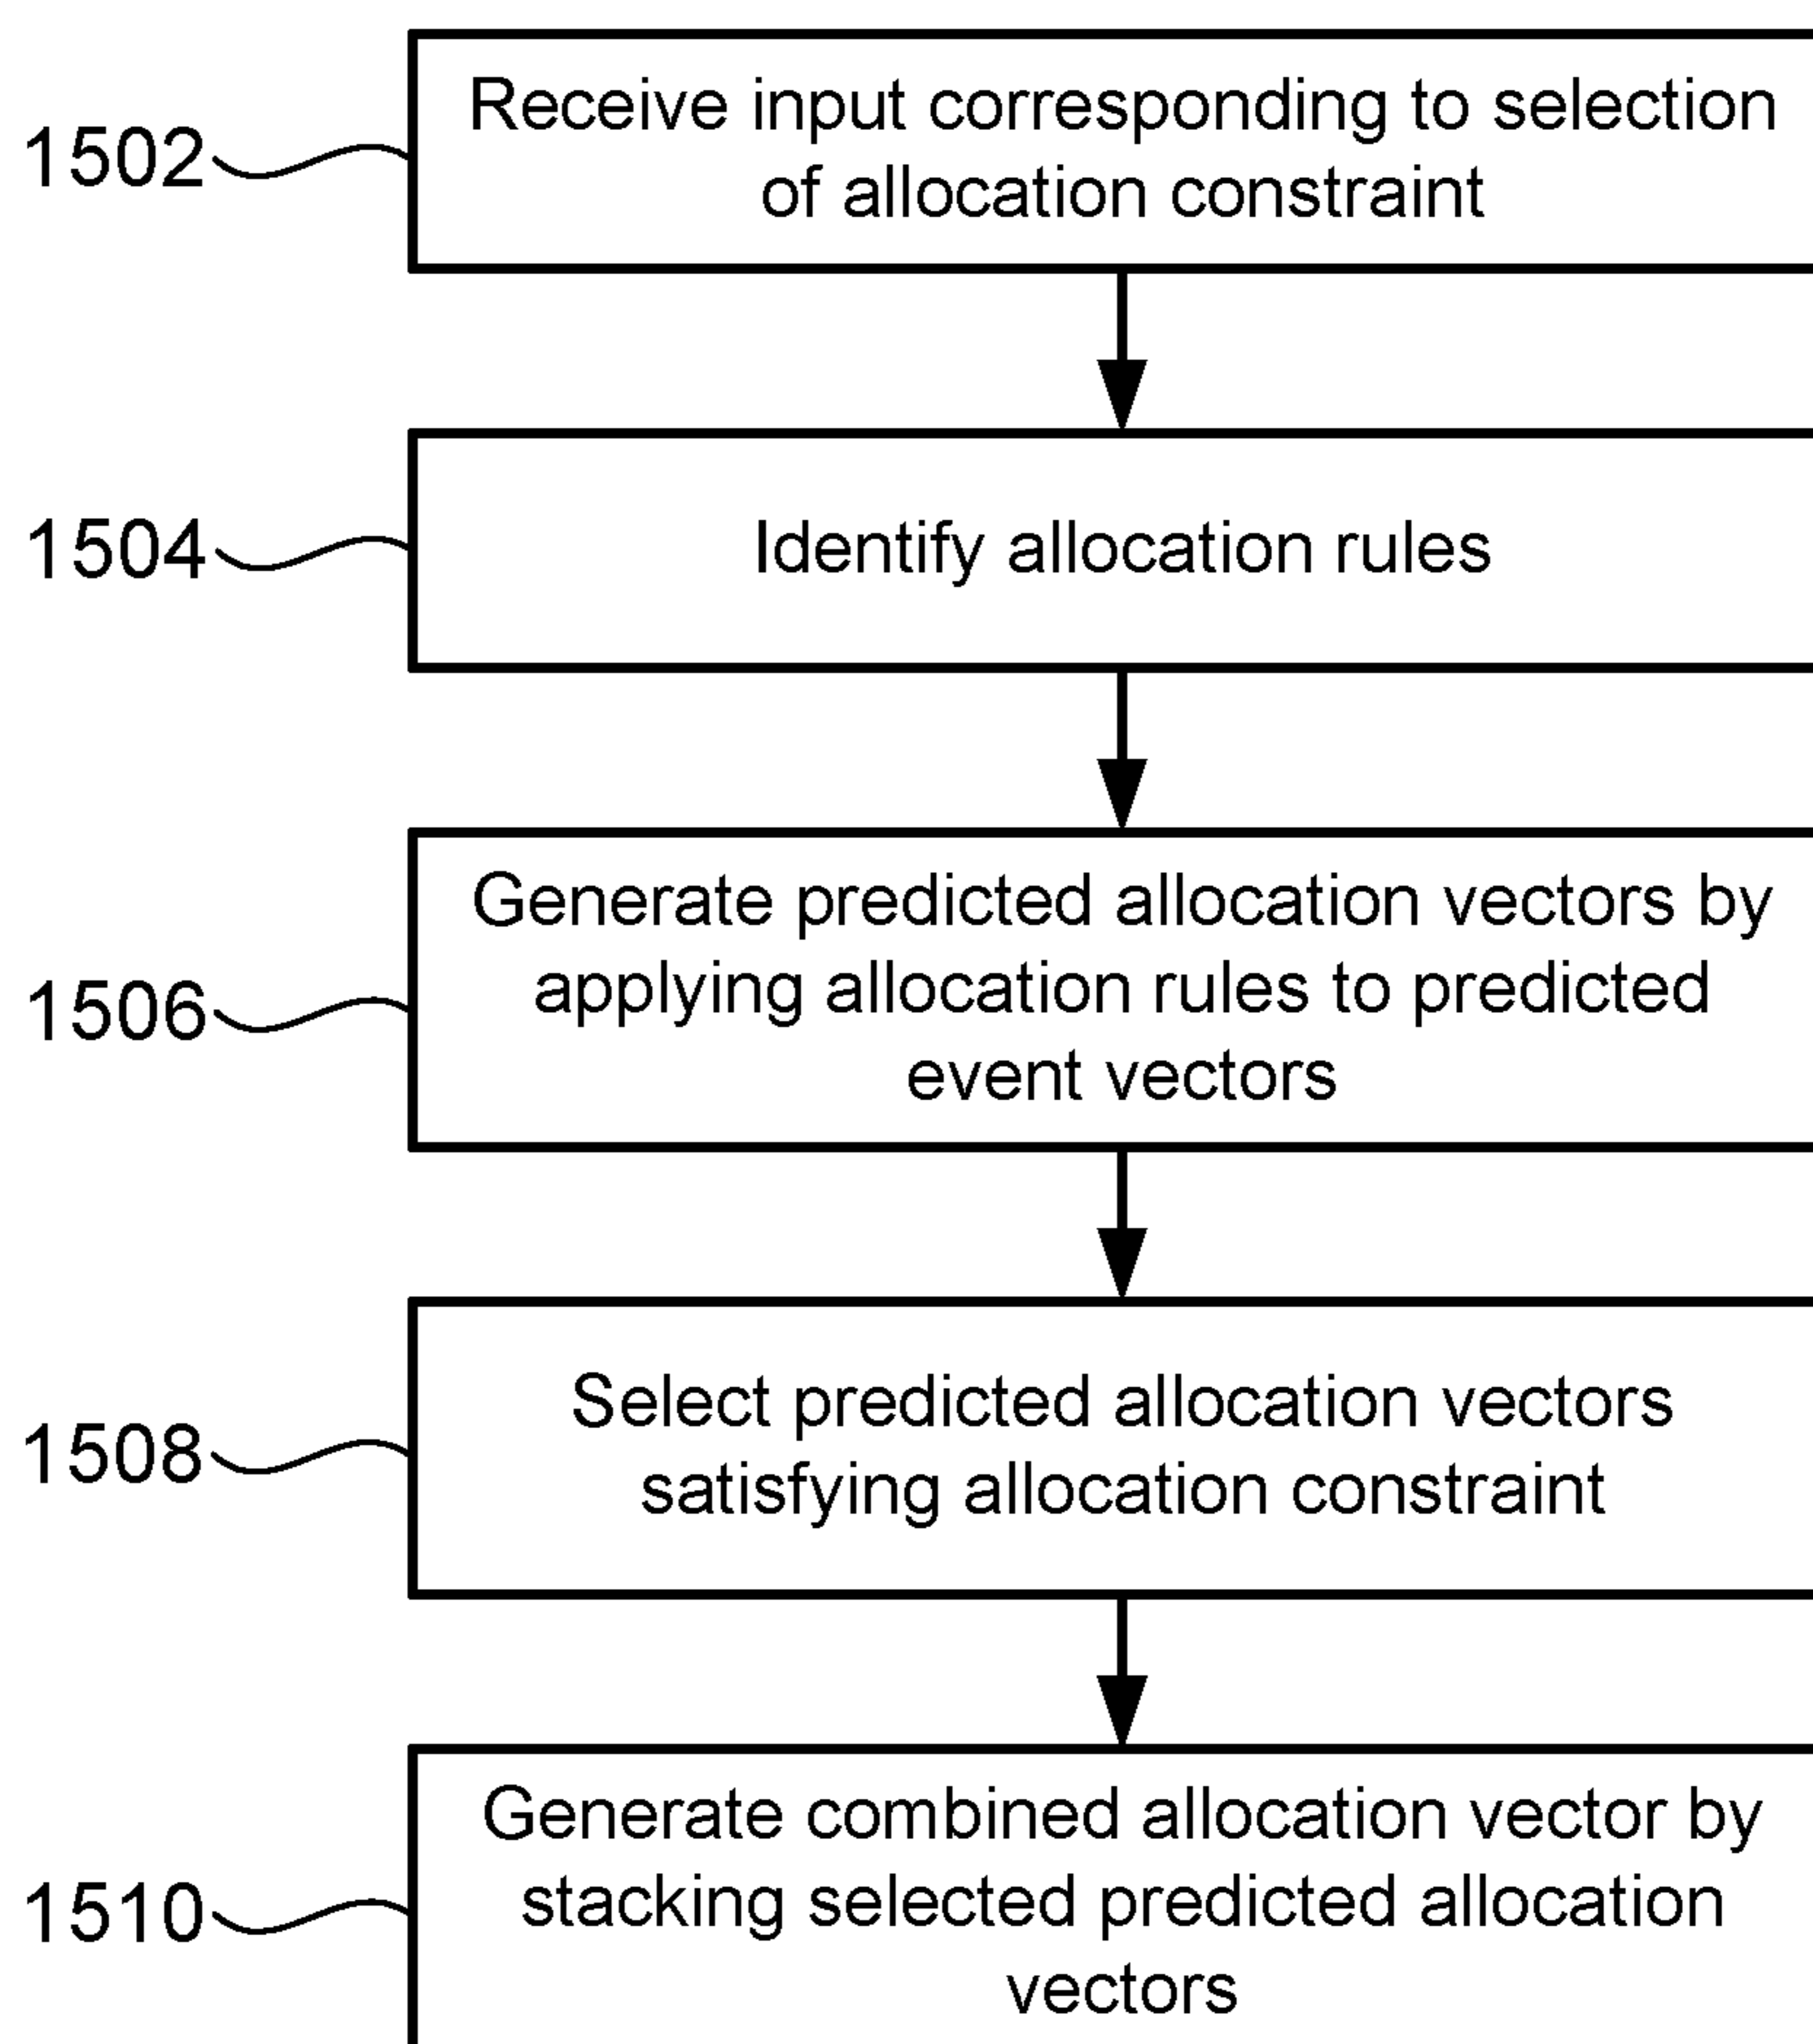 1502
Receive input corresponding to selection
of allocation constraint
1504
Identify allocation rules
1506
Generate predicted allocation vectors by
applying allocation rules to predicted
event vectors
1508
Select predicted allocation vectors
satisfying allocation constraint
1510
Generate combined allocation vector by
stacking selected predicted allocation
vectors